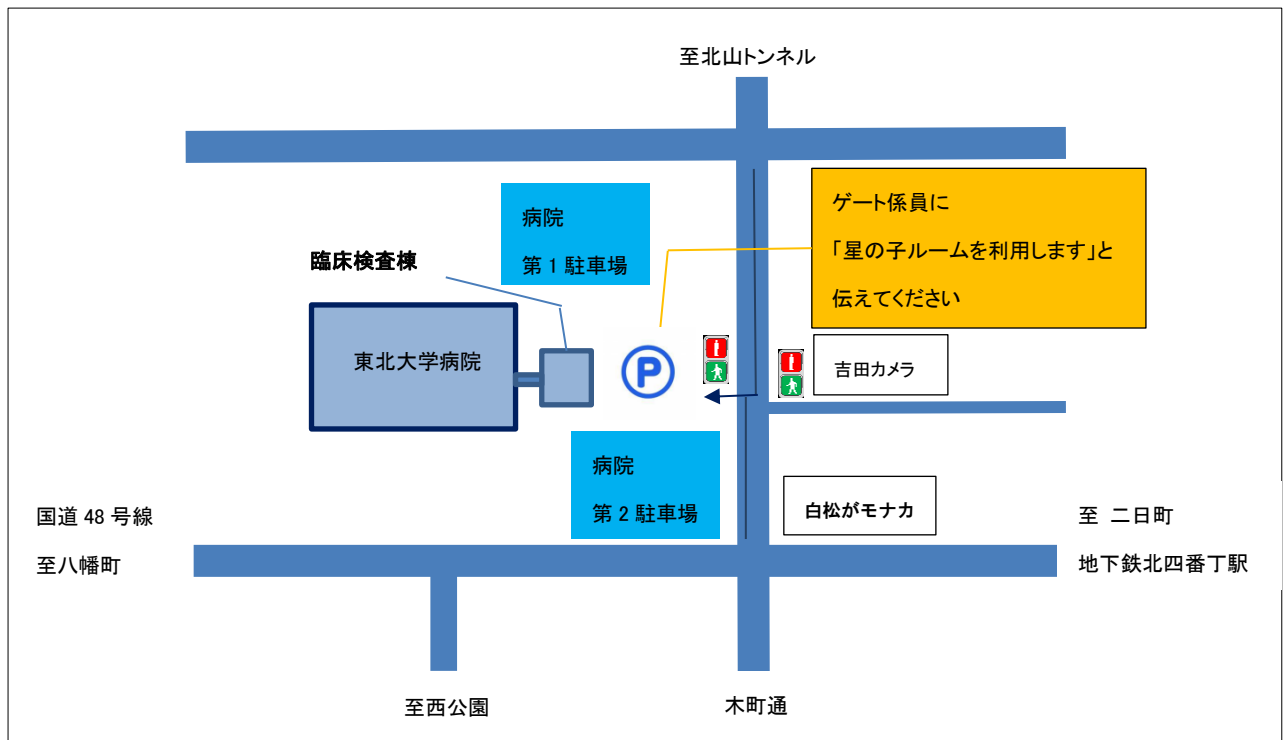 至北山トンネル
病院
第1駐車場
ゲート係員に
「星の子ルームを利用します」と
伝えてください
臨床検査棟
東北大学病院
P
吉田カメラ
病院
第2駐車場
白松がモナカ
国道48号線
至八幡町
至 二日町
地下鉄北四番丁駅
至西公園
木町通